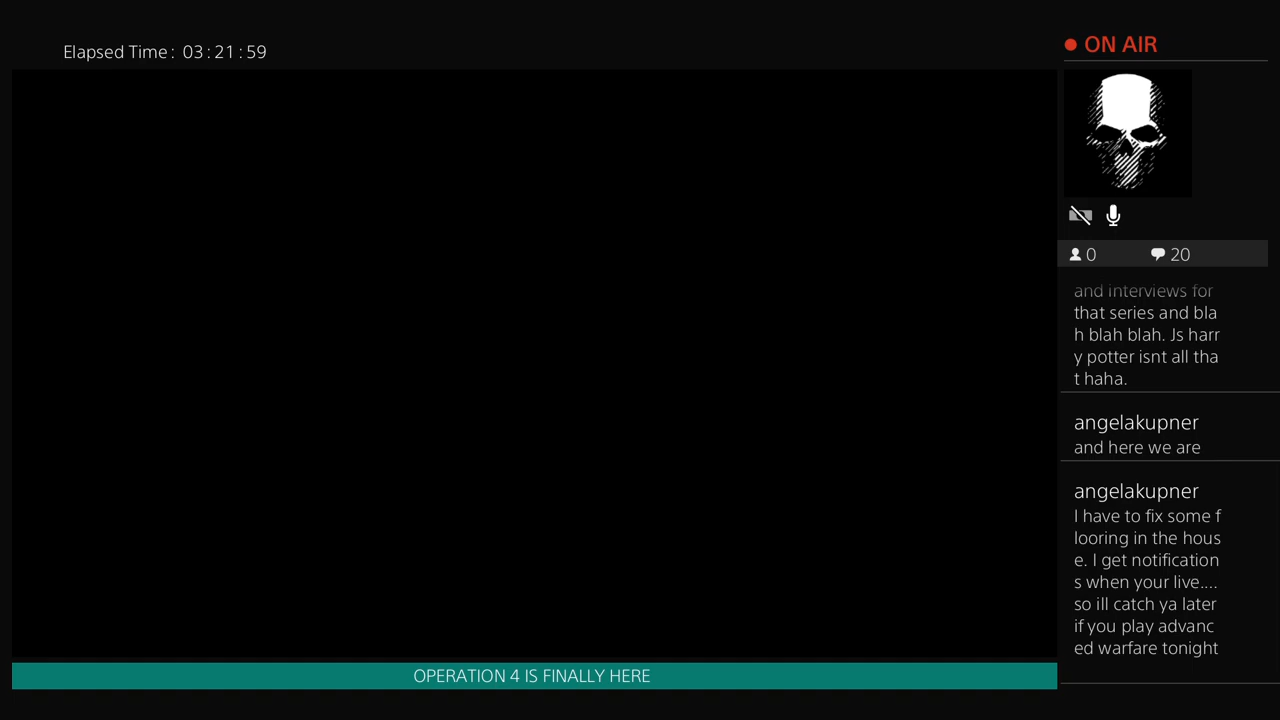 Elapsed Time: 03:21:59
ON AIR
0 20
and interviews for
that series and bla
h blah blah. Js harr
y potter isnt all tha
t haha.
angelakupner
and here we are
angelakupner
I have to fix some f
looring in the hous
e. I get notification
s when your live....
so ill catch ya later
if you play advanc
ed warfare tonight
OPERATION 4 IS FINALLY HERE